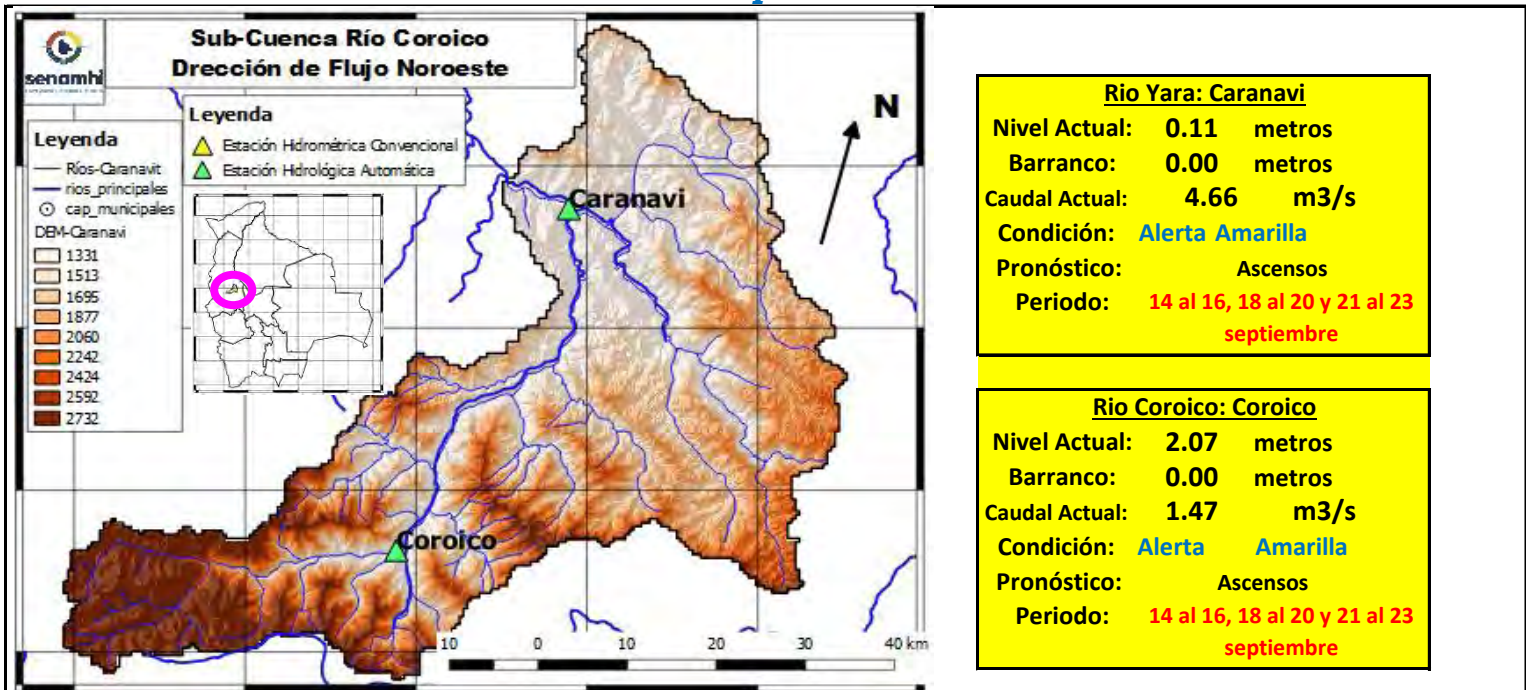 Sub-Cuenca Río Coroico
Drección de Flujo Noroeste
senamhi
Leyenda
Estación Hidrométrica Convencional
Estación Hidrológica Automática
Leyenda
Ríos-Caranavit
rios_principales
cap_municipales
DEM-Caranavi
1331
1513
1695
1877
2060
2242
2424
2592
2732
N
Caranavi
Coroico
10 0 10 20 30 40 km
Rio Yara: Caranavi
Nivel Actual: 0.11 metros
Barranco: 0.00 metros
Caudal Actual: 4.66 m3/s
Condición: Alerta Amarilla
Pronóstico: Ascensos
Periodo: 14 al 16, 18 al 20 y 21 al 23
septiembre
Rio Coroico: Coroico
Nivel Actual: 2.07 metros
Barranco: 0.00 metros
Caudal Actual: 1.47 m3/s
Condición: Alerta Amarilla
Pronóstico: Ascensos
Periodo: 14 al 16, 18 al 20 y 21 al 23
septiembre